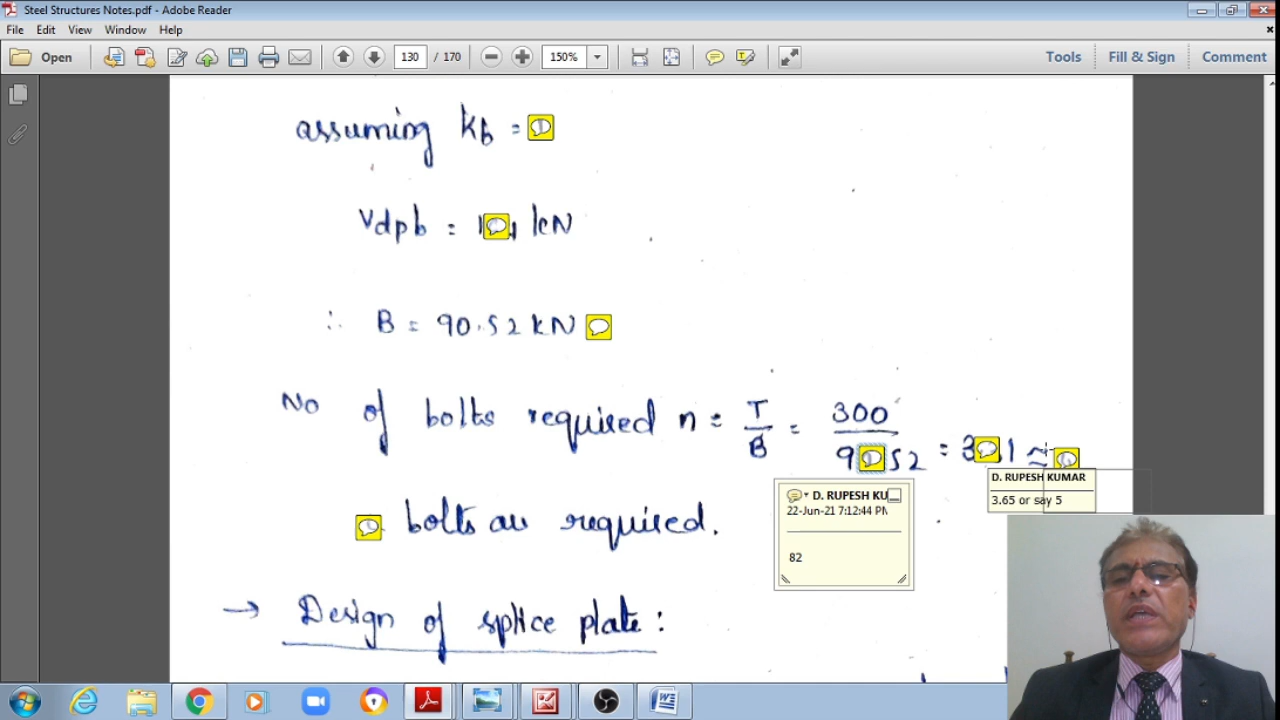 Steel Structures Notes.pdf - Adobe Reader
File Edit View Window Help
Open 130 / 170 150% Tools Fill & Sign Comment
assuming kb =
Vdpb = kN
∴ B = 90.52 kN
No of bolts required n = T/B = 300/9 52 = 3 .1 ≈
D. RUPESH KUMAR
3.65 or say 5
D. RUPESH KU
22-Jun-21 7:12:44 PM
82
bolts are required.
→ Design of splice plate: